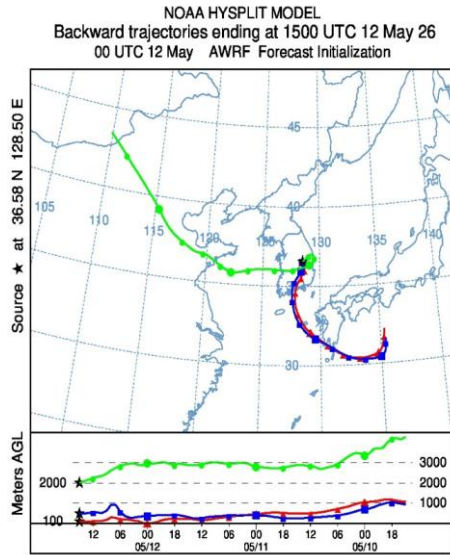 NOAA HYSPLIT MODEL
Backward trajectories ending at 1500 UTC 12 May 26
00 UTC 12 May AWRF Forecast Initialization
Source ★ at 36.58 N 128.50 E
45
105
110
115
120
40
130
135
140
30
Meters AGL
2000
100
3000
2000
1000
12 06 00 18 12 06 00 18 12 06 00 18
05/12 05/11 05/10